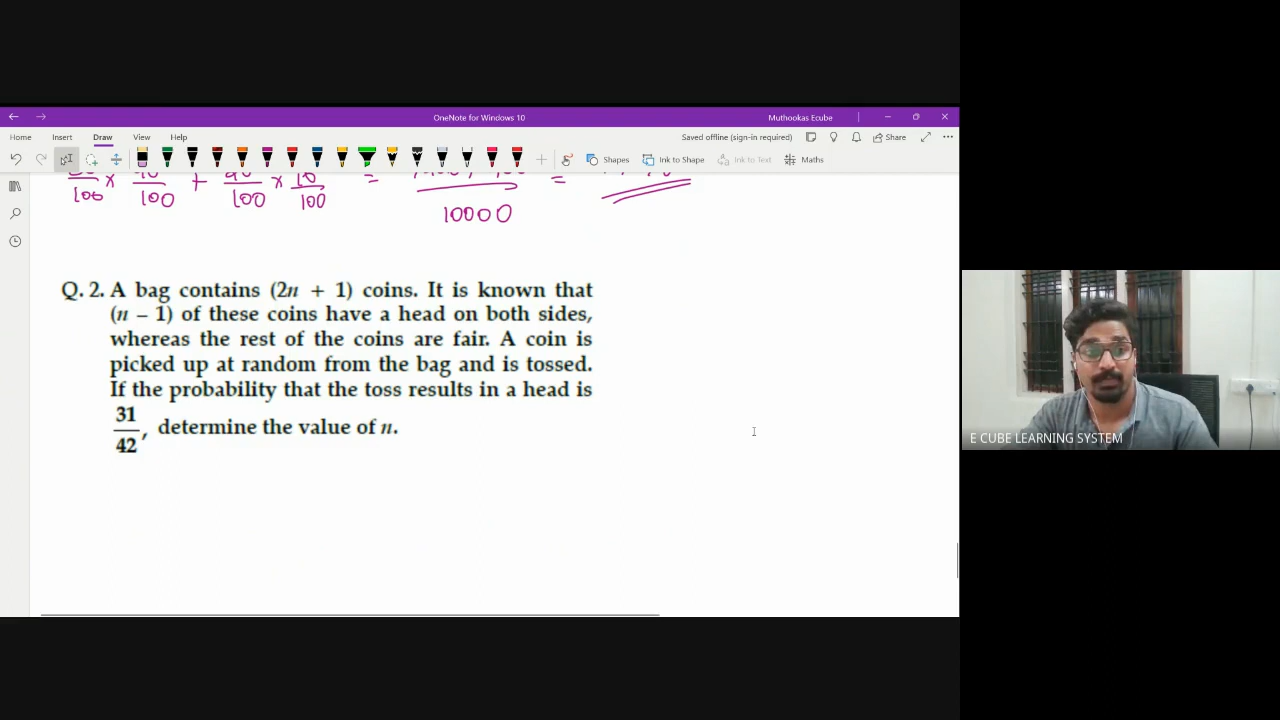 OneNote for Windows 10
Muthookas Ecube
Home Insert Draw View Help
Saved offline (sign-in required)
Share
Shapes
Ink to Shape
Ink to Text
Maths
100 × 100 + 100 × 100 = =
10000
Q. 2. A bag contains (2n + 1) coins. It is known that
(n – 1) of these coins have a head on both sides,
whereas the rest of the coins are fair. A coin is
picked up at random from the bag and is tossed.
If the probability that the toss results in a head is
31
42, determine the value of n.
E CUBE LEARNING SYSTEM